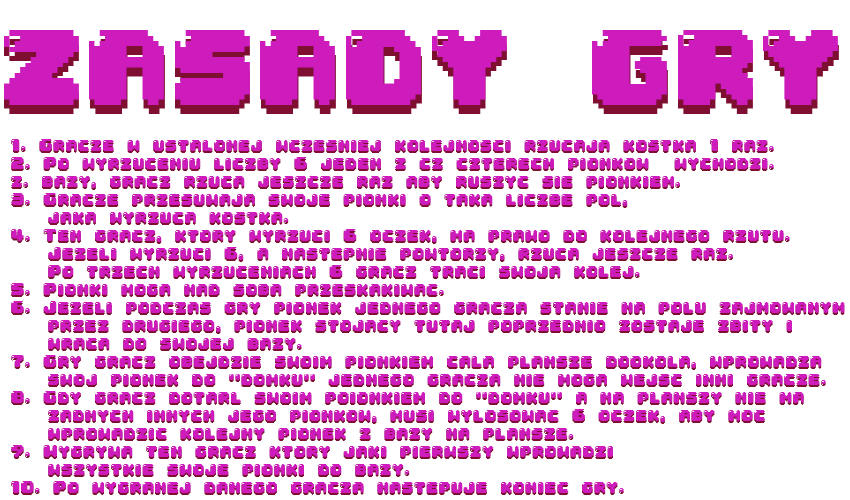 ZASADY GRY
1. GRACZE W USTALONEJ WCZESNIEJ KOLEJNOSCI RZUCAJA KOSTKA 1 RAZ.
2. PO WYRZUCENIU LICZBY 6 JEDEN Z CZ CZTERECH PIONKOW WYCHODZI.
Z. BAZY, GRACZ RZUCA JESZCZE RAZ ABY RUSZYC SIE PIONKIEM.
3. GRACZE PRZESUWAJA SWOJE PIONKI O TAKA LICZBE POL,
JAKA WYRZUCA KOSTKA.
4. TEN GRACZ, KTORY WYRZUCI 6 OCZEK, MA PRAWO DO KOLEJNEGO RZUTU.
JEZELI WYRZUCI 6, A NASTEPNIE POWTORZY, RZUCA JESZCZE RAZ.
PO TRZECH WYRZUCENIACH 6 GRACZ TRACI SWOJA KOLEJ.
5. PIONKI MOGA NAD SOBA PRZESKAKIWAC.
6. JEZELI PODCZAS GRY PIONEK JEDNEGO GRACZA STANIE NA POLU ZAJMOWANYM
PRZEZ DRUGIEGO, PIONEK STOJACY TUTAJ POPRZEDNIO ZOSTAJE ZBITY I
WRACA DO SWOJEJ BAZY.
7. GRY GRACZ OBEJDZIE SWOIM PIONKIEM CALA PLANSZE DOOKOLA, WPROWADZA
SWOJ PIONEK DO "DOMKU" JEDNEGO GRACZA NIE MOGA WEJSC INNI GRACZE.
8. GDY GRACZ DOTARL SWOIM POIDNKIEM DO "DOMKU" A NA PLANSZY NIE MA
ZADNYCH INNYCH JEGO PIONKOW, MUSI WYLOSOWAC 6 OCZEK, ABY MOC
WPROWADZIC KOLEJNY PIONEK Z BAZY NA PLANSZE.
9. WYGRYWA TEN GRACZ KTORY JAKI PIERWSZY WPROWADZI
WSZYSTKIE SWOJE PIONKI DO BAZY.
10. PO WYGRANEJ DANEGO GRACZA NASTEPUJE KONIEC GRY.